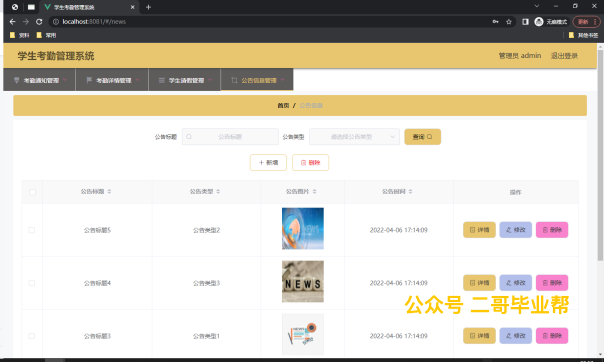 学生考勤管理系统
localhost:8081/#/news
无痕模式
更新
资料
常用
其他书签
学生考勤管理系统
管理员 admin
退出登录
考勤通知管理
考勤详情管理
学生请假管理
公告信息管理
首页 / 公告信息
公告标题
公告标题
公告类型
请选择公告类型
查询
新增
删除
公告标题
公告类型
公告图片
公告时间
操作
公告标题5
公告类型2
2022-04-06 17:14:09
详情
修改
删除
公告标题4
公告类型3
NEWS
2022-04-06 17:14:09
详情
修改
删除
公众号 二哥毕业帮
公告标题3
公告类型1
2022-04-06 17:14:09
详情
修改
删除